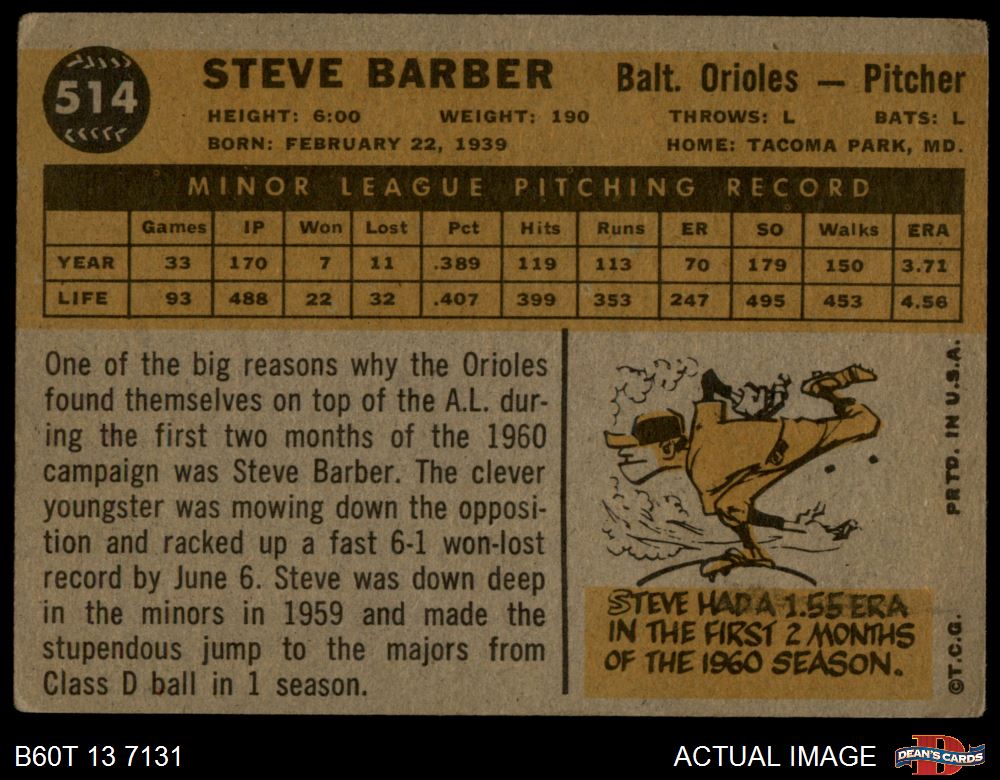 514
STEVE BARBER
Balt. Orioles — Pitcher
HEIGHT: 6:00 WEIGHT: 190 THROWS: L BATS: L
BORN: FEBRUARY 22, 1939 HOME: TACOMA PARK, MD.
MINOR LEAGUE PITCHING RECORD
Games IP Won Lost Pct Hits Runs ER SO Walks ERA
YEAR 33 170 7 11 .389 119 113 70 179 150 3.71
LIFE 93 488 22 32 .407 399 353 247 495 453 4.56
One of the big reasons why the Orioles
found themselves on top of the A.L. dur-
ing the first two months of the 1960
campaign was Steve Barber. The clever
youngster was mowing down the opposi-
tion and racked up a fast 6-1 won-lost
record by June 6. Steve was down deep
in the minors in 1959 and made the
stupendous jump to the majors from
Class D ball in 1 season.
STEVE HAD A 1.55 ERA
IN THE FIRST 2 MONTHS
OF THE 1960 SEASON.
©T.C.G. PRTD. IN U.S.A.
B60T 13 7131
ACTUAL IMAGE
D
DEAN'S CARDS